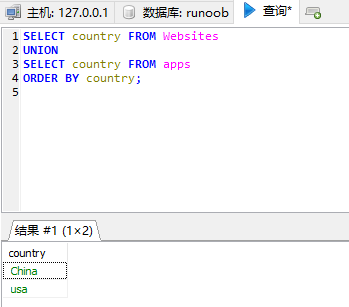 主机: 127.0.0.1 数据库: runoob 查询*
1 SELECT country FROM Websites
2 UNION
3 SELECT country FROM apps
4 ORDER BY country;
5
结果 #1 (1×2)
country
China
usa